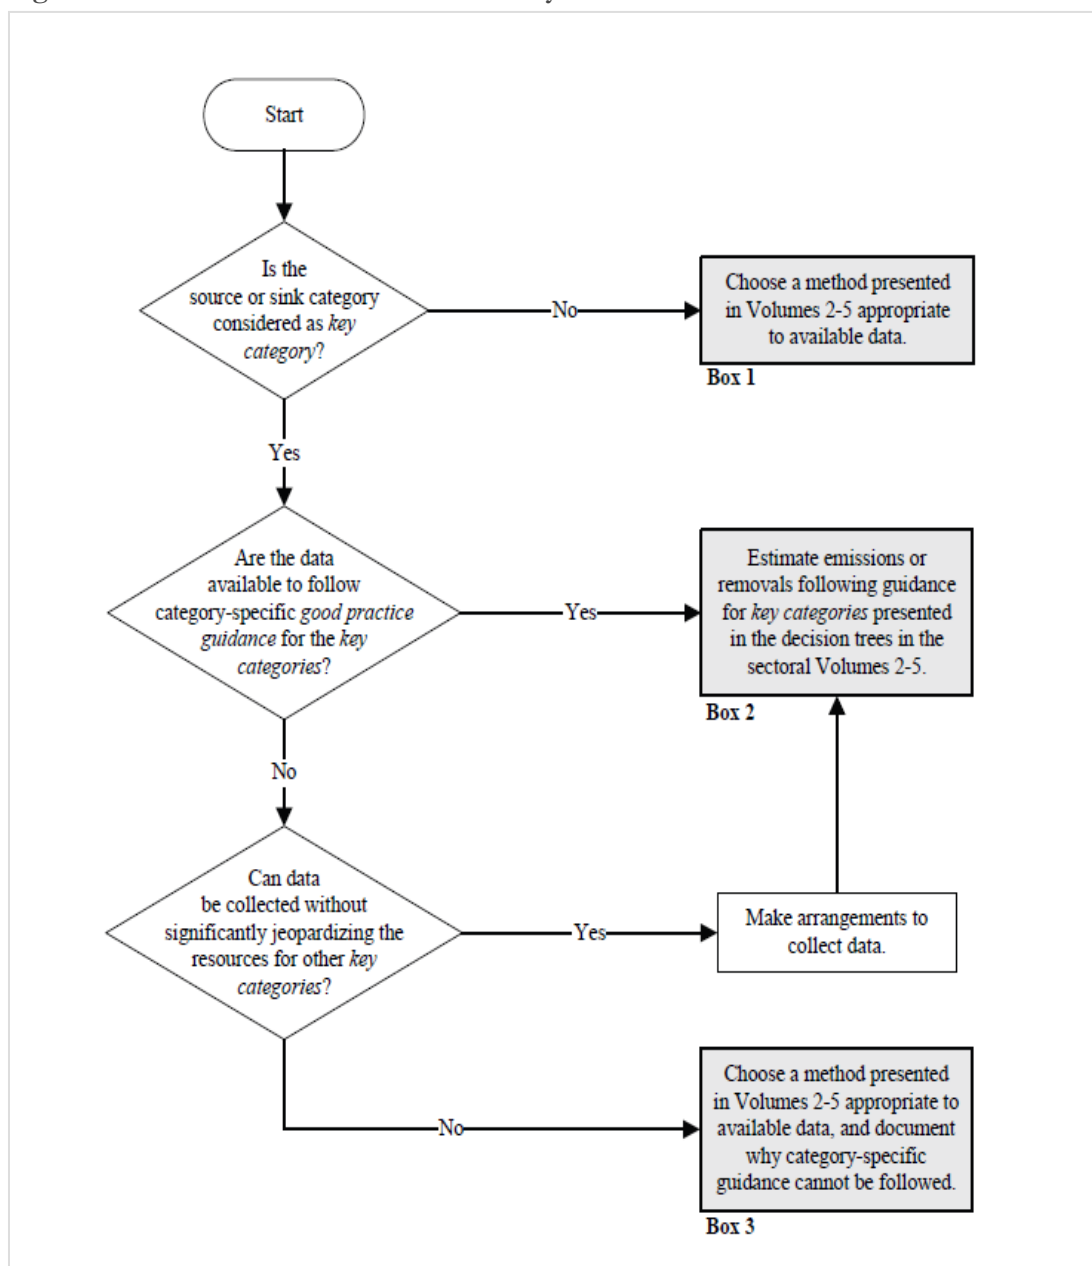 Start
Is the
source or sink category
considered as key
category?
No
Choose a method presented
in Volumes 2-5 appropriate
to available data.
Box 1
Yes
Are the data
available to follow
category-specific good practice
guidance for the key
categories?
Yes
Estimate emissions or
removals following guidance
for key categories presented
in the decision trees in the
sectoral Volumes 2-5.
Box 2
No
Can data
be collected without
significantly jeopardizing the
resources for other key
categories?
Yes
Make arrangements to
collect data.
No
Choose a method presented
in Volumes 2-5 appropriate to
available data, and document
why category-specific
guidance cannot be followed.
Box 3